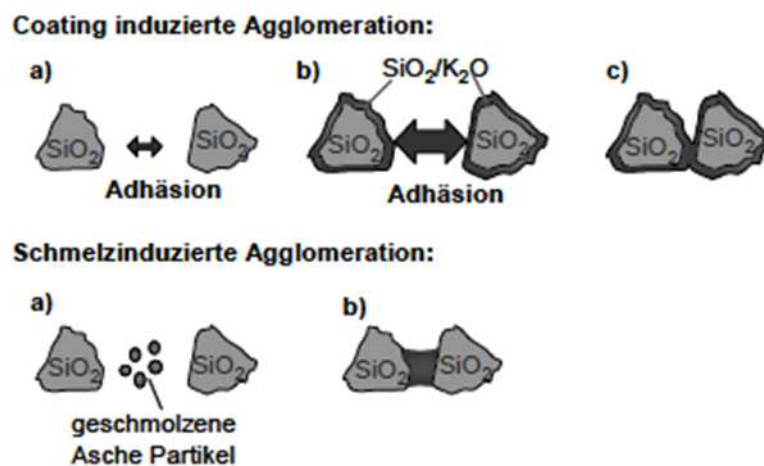 Coating induzierte Agglomeration:
a)
b)
SiO2/K2O
c)
SiO2
SiO2
SiO2
SiO2
SiO2
SiO2
Adhäsion
Adhäsion
Schmelzinduzierte Agglomeration:
a)
b)
SiO2
SiO2
SiO2
SiO2
geschmolzene
Asche Partikel